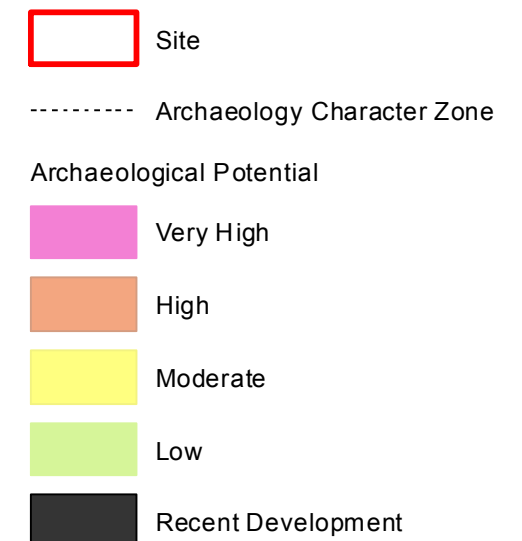 Site
Archaeology Character Zone
Archaeological Potential
Very High
High
Moderate
Low
Recent Development